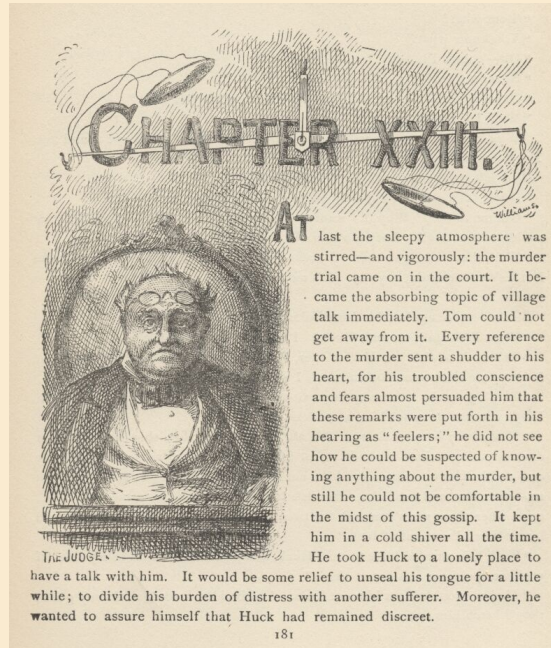 CHAPTER XXIII.
Williams
AT last the sleepy atmosphere was
stirred—and vigorously: the murder
trial came on in the court. It be-
came the absorbing topic of village
talk immediately. Tom could not
get away from it. Every reference
to the murder sent a shudder to his
heart, for his troubled conscience
and fears almost persuaded him that
these remarks were put forth in his
hearing as "feelers;" he did not see
how he could be suspected of know-
ing anything about the murder, but
still he could not be comfortable in
the midst of this gossip. It kept
him in a cold shiver all the time.
THE JUDGE.
He took Huck to a lonely place to
have a talk with him. It would be some relief to unseal his tongue for a little
while; to divide his burden of distress with another sufferer. Moreover, he
wanted to assure himself that Huck had remained discreet.
181